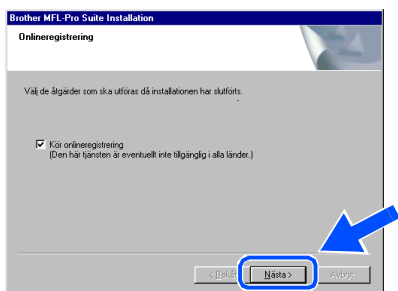 Brother MFL-Pro Suite Installation
Onlineregistrering
Välj de åtgärder som ska utföras då installationen har slutförts.
Kör onlineregistrering
(Den här tjänsten är eventuellt inte tillgänglig i alla länder.)
Nästa > Avbryt